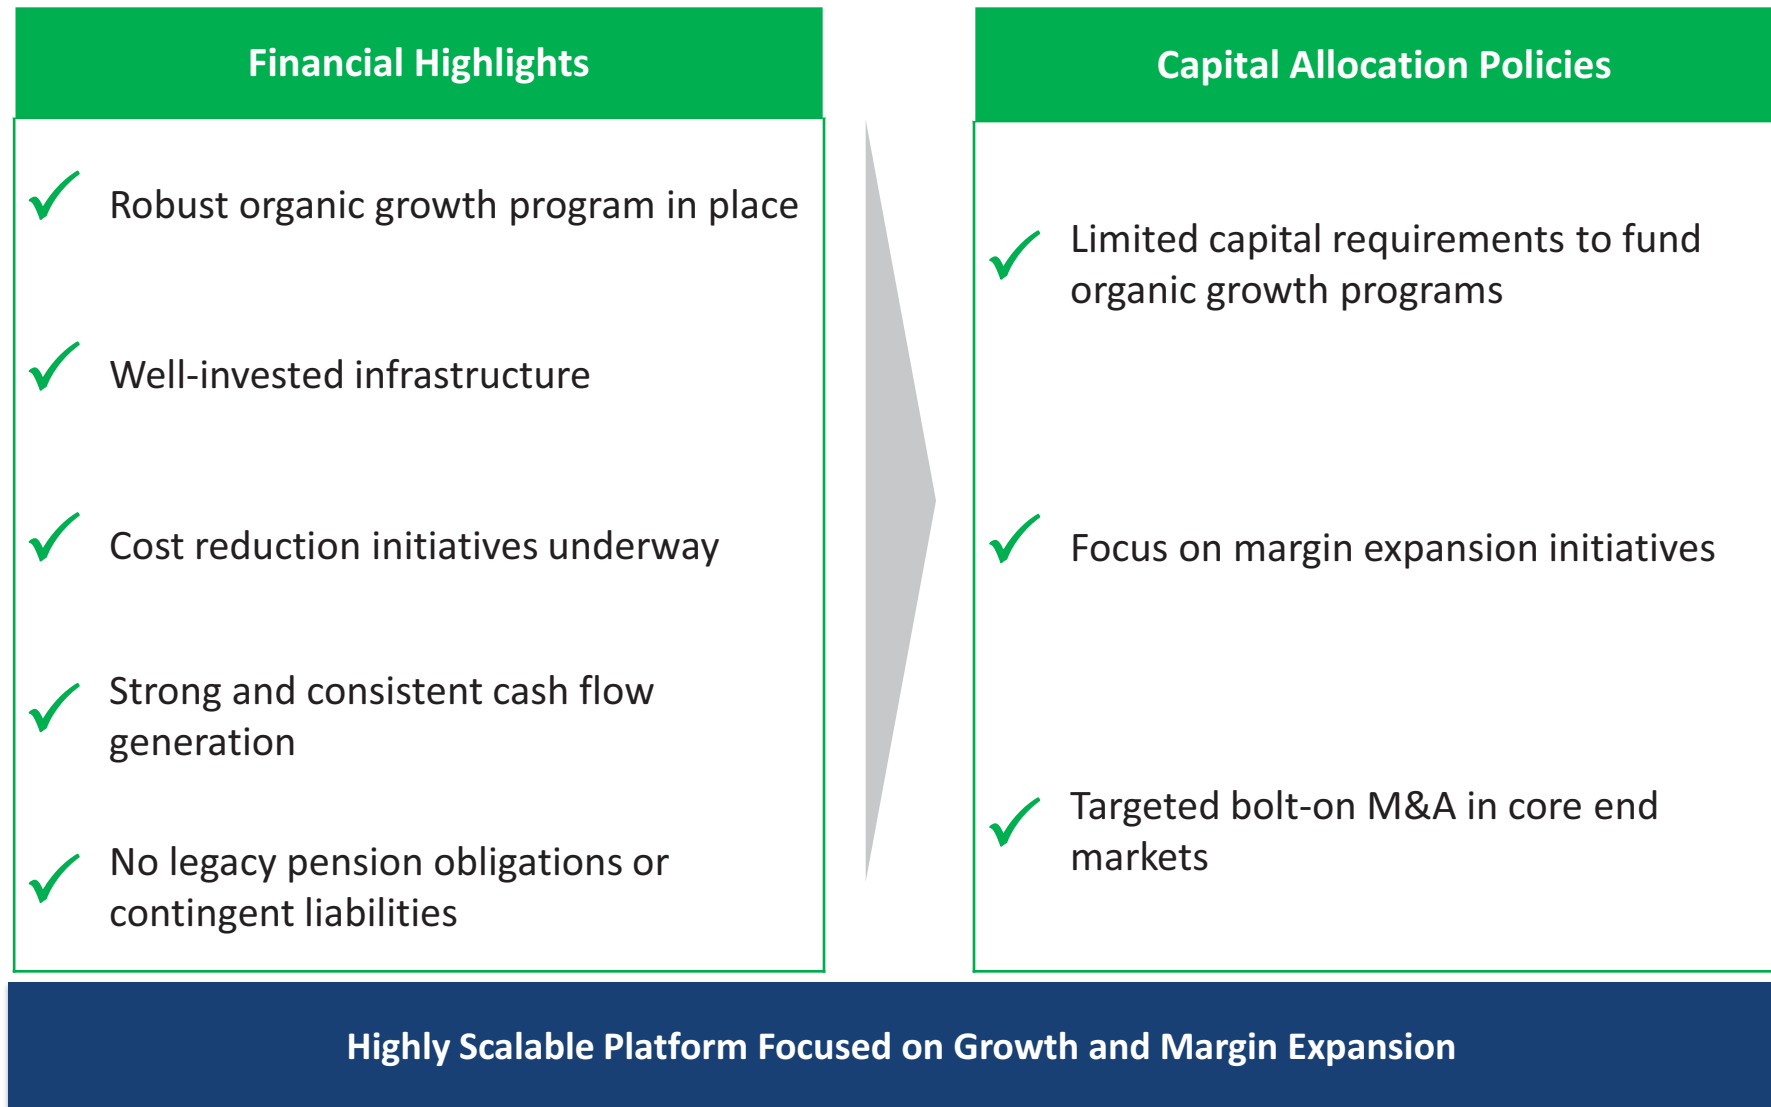 Financial Highlights
Robust organic growth program in place
Well-invested infrastructure
Cost reduction initiatives underway
Strong and consistent cash flow
generation
No legacy pension obligations or
contingent liabilities
Capital Allocation Policies
Limited capital requirements to fund
organic growth programs
Focus on margin expansion initiatives
Targeted bolt-on M&A in core end
markets
Highly Scalable Platform Focused on Growth and Margin Expansion